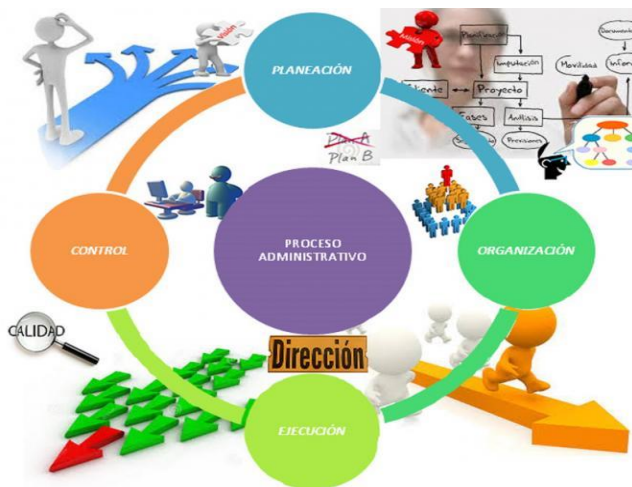 Visión
PLANEACIÓN
Misión
Planificación
Imputación
Cliente
Proyecto
Fases
Análisis
Previsiones
Movilidad
Plan A
Plan B
CONTROL
PROCESO
ADMINISTRATIVO
ORGANIZACIÓN
CALIDAD
Dirección
EJECUCIÓN